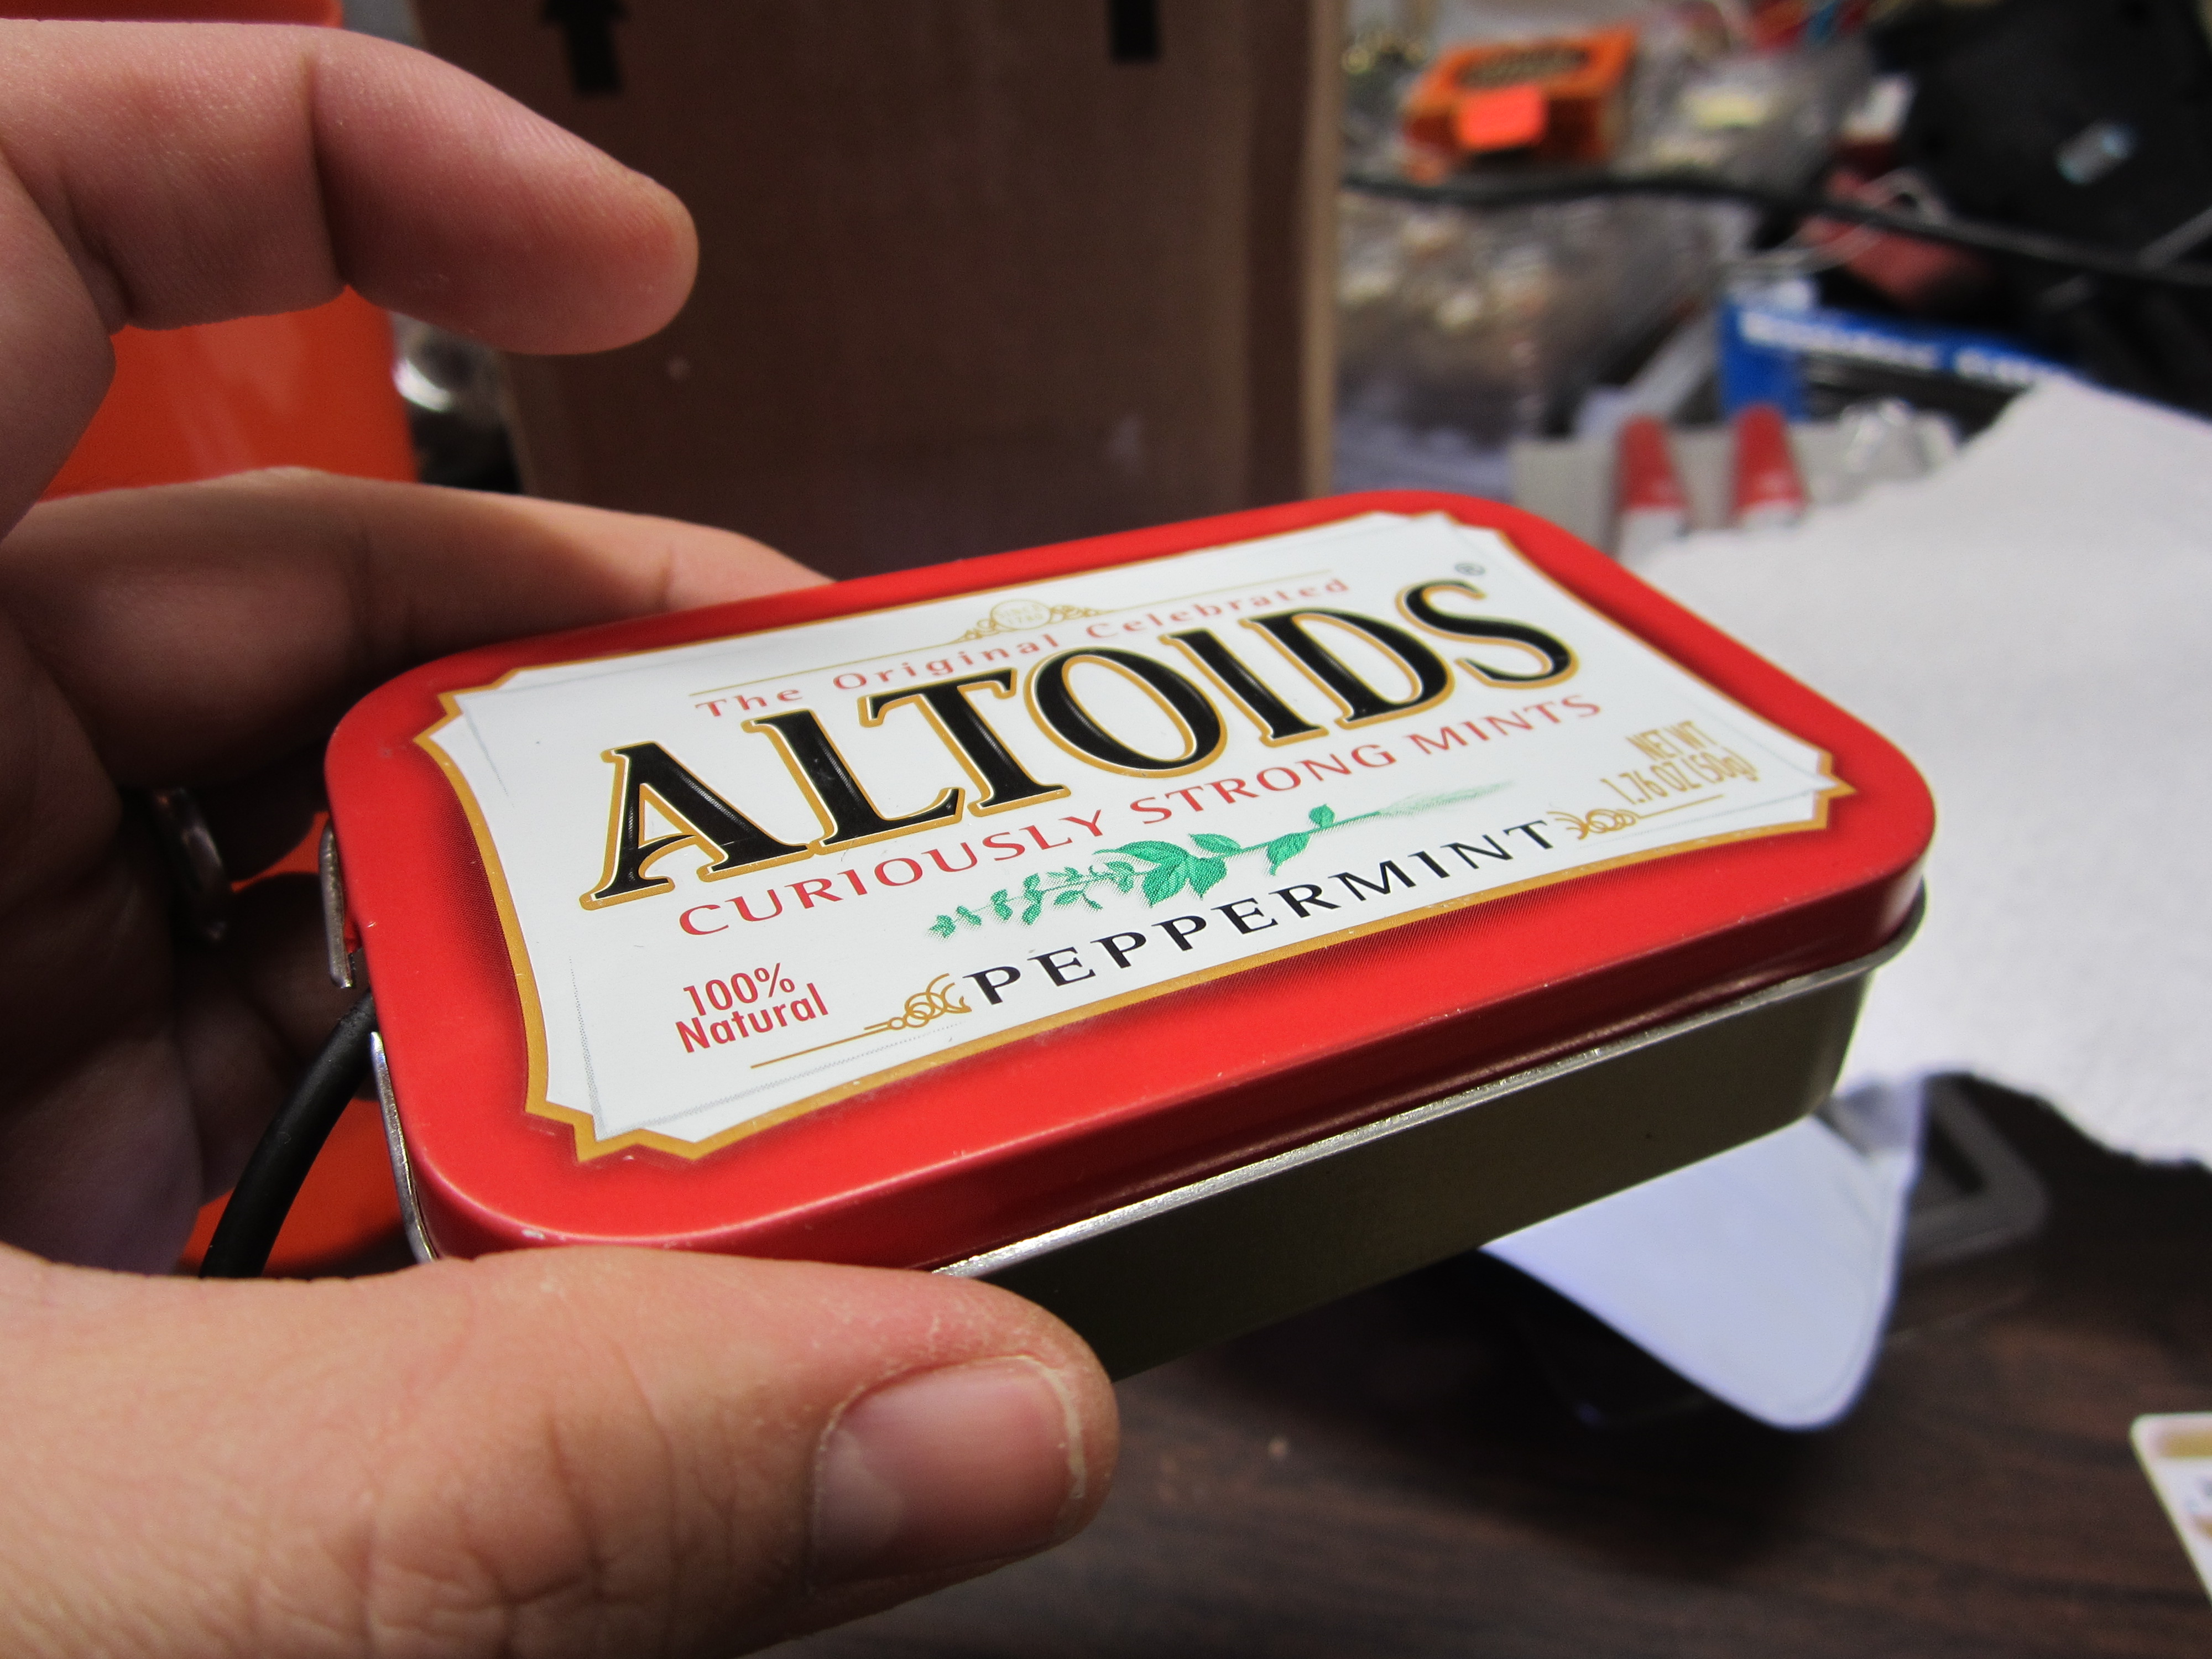 The Original Celebrated
ALTOIDS®
CURIOUSLY STRONG MINTS
NET WT
1.76 OZ (50g)
PEPPERMINT
100%
Natural